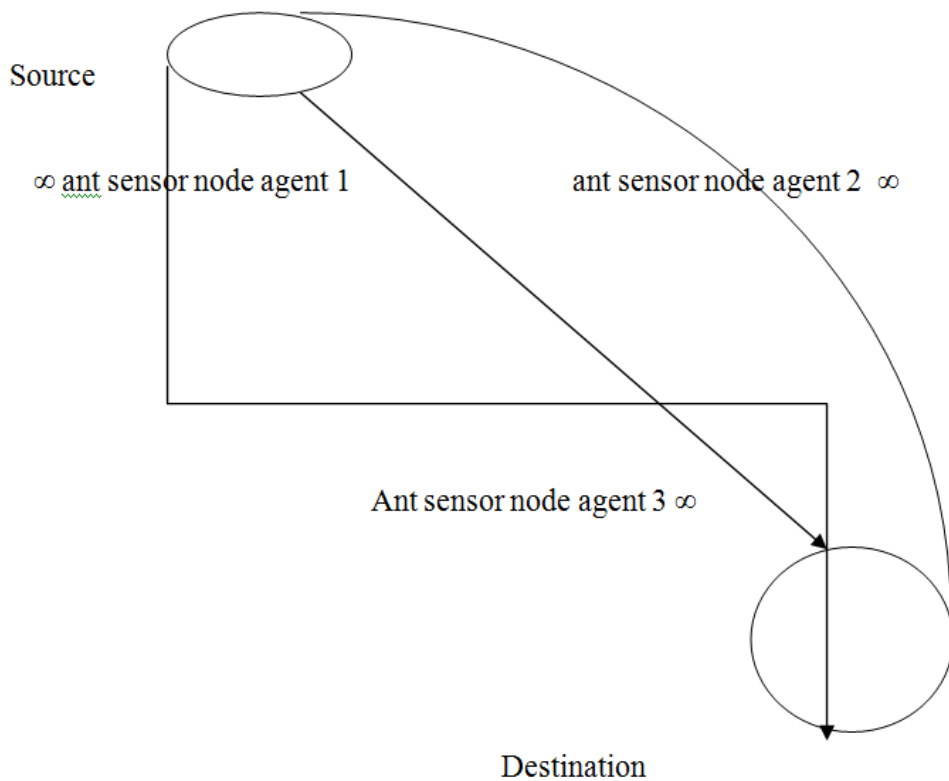 Source
∞ ant sensor node agent 1
ant sensor node agent 2 ∞
Ant sensor node agent 3 ∞
Destination